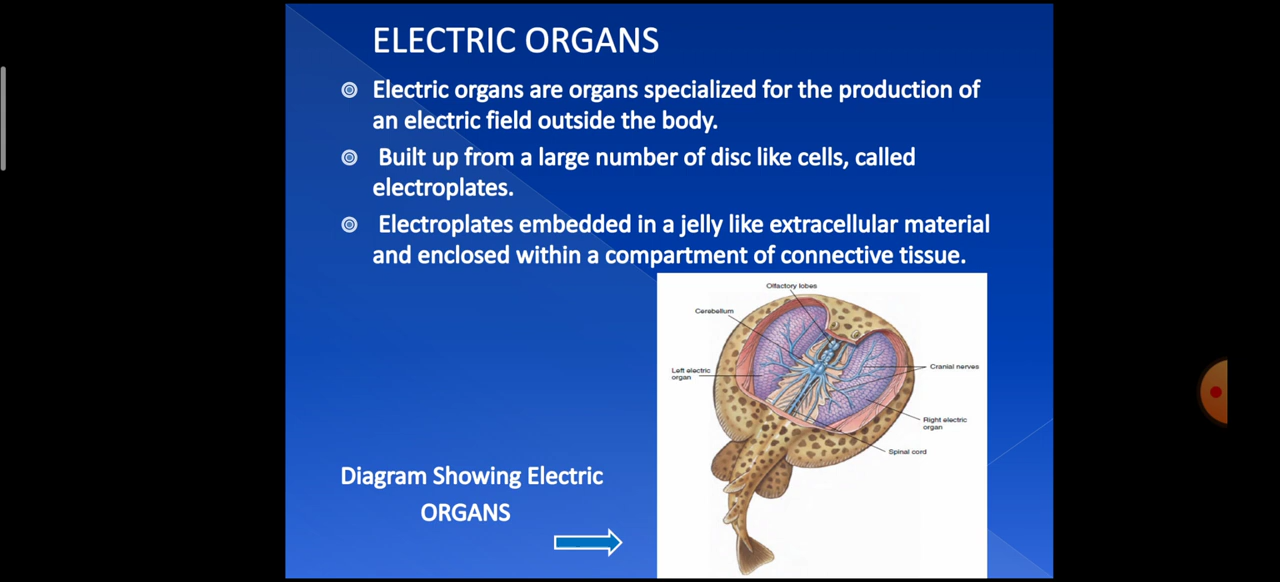 ELECTRIC ORGANS
Electric organs are organs specialized for the production of
an electric field outside the body.
Built up from a large number of disc like cells, called
electroplates.
Electroplates embedded in a jelly like extracellular material
and enclosed within a compartment of connective tissue.
Olfactory lobes
Cerebellum
Left electric
organ
Cranial nerves
Right electric
organ
Spinal cord
Diagram Showing Electric
ORGANS